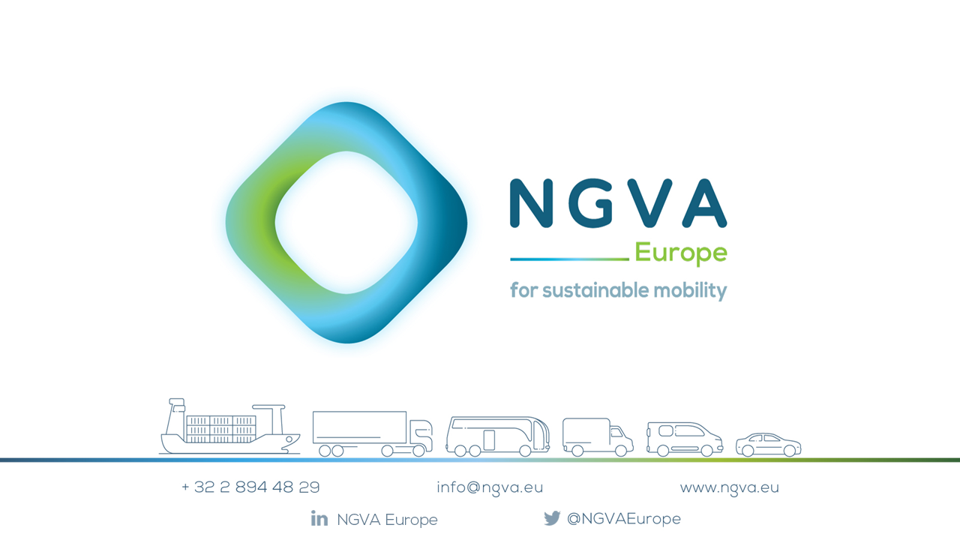 NGVA
Europe
for sustainable mobility
+ 32 2 894 48 29 info@ngva.eu www.ngva.eu
in NGVA Europe @NGVAEurope